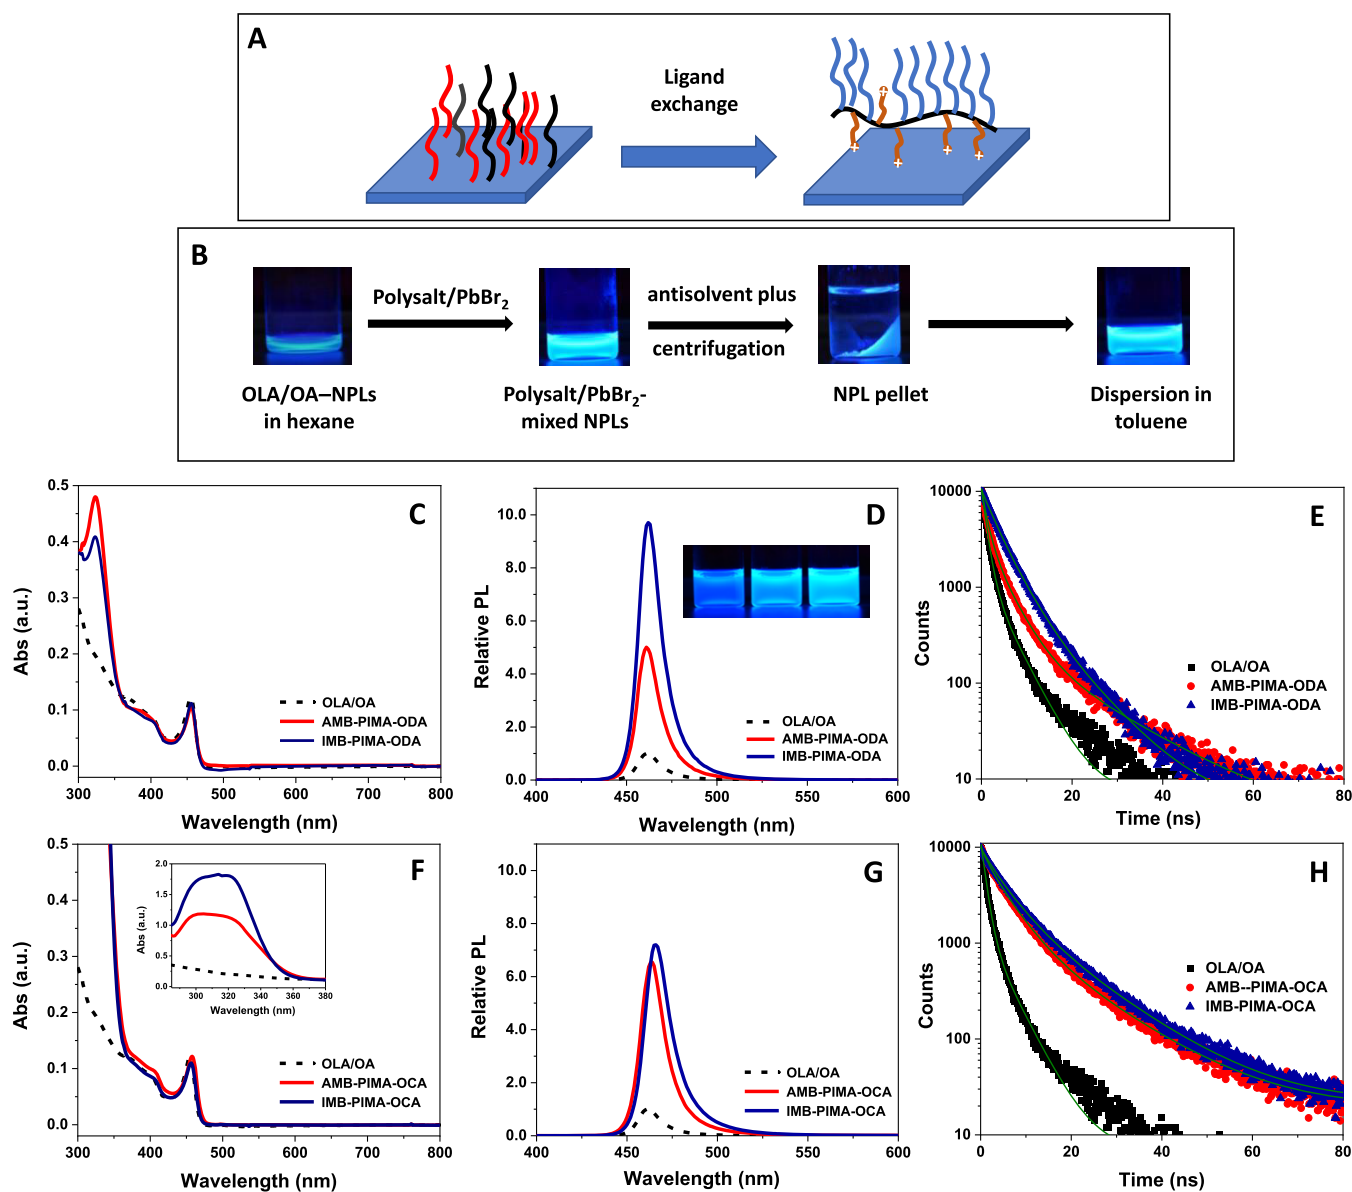 A
Ligand
exchange
B
Polysalt/PbBr2
antisolvent plus
centrifugation
OLA/OA–NPLs
in hexane
Polysalt/PbBr2-
mixed NPLs
NPL pellet
Dispersion in
toluene
C
Abs (a.u.)
0.5
0.4
0.3
0.2
0.1
0.0
300 400 500 600 700 800
Wavelength (nm)
OLA/OA
AMB-PIMA-ODA
IMB-PIMA-ODA
D
Relative PL
10.0
8.0
6.0
4.0
2.0
0.0
400 450 500 550 600
Wavelength (nm)
OLA/OA
AMB-PIMA-ODA
IMB-PIMA-ODA
E
Counts
10000
1000
100
10
0 20 40 60 80
Time (ns)
OLA/OA
AMB-PIMA-ODA
IMB-PIMA-ODA
F
Abs (a.u.)
0.5
0.4
0.3
0.2
0.1
0.0
300 400 500 600 700 800
Wavelength (nm)
Abs (a.u.)
2.0
1.5
1.0
0.5
0.0
300 320 340 360 380
Wavelength (nm)
OLA/OA
AMB-PIMA-OCA
IMB-PIMA-OCA
G
Relative PL
10.0
8.0
6.0
4.0
2.0
0.0
400 450 500 550 600
Wavelength (nm)
OLA/OA
AMB-PIMA-OCA
IMB-PIMA-OCA
H
Counts
10000
1000
100
10
0 20 40 60 80
Time (ns)
OLA/OA
AMB--PIMA-OCA
IMB-PIMA-OCA